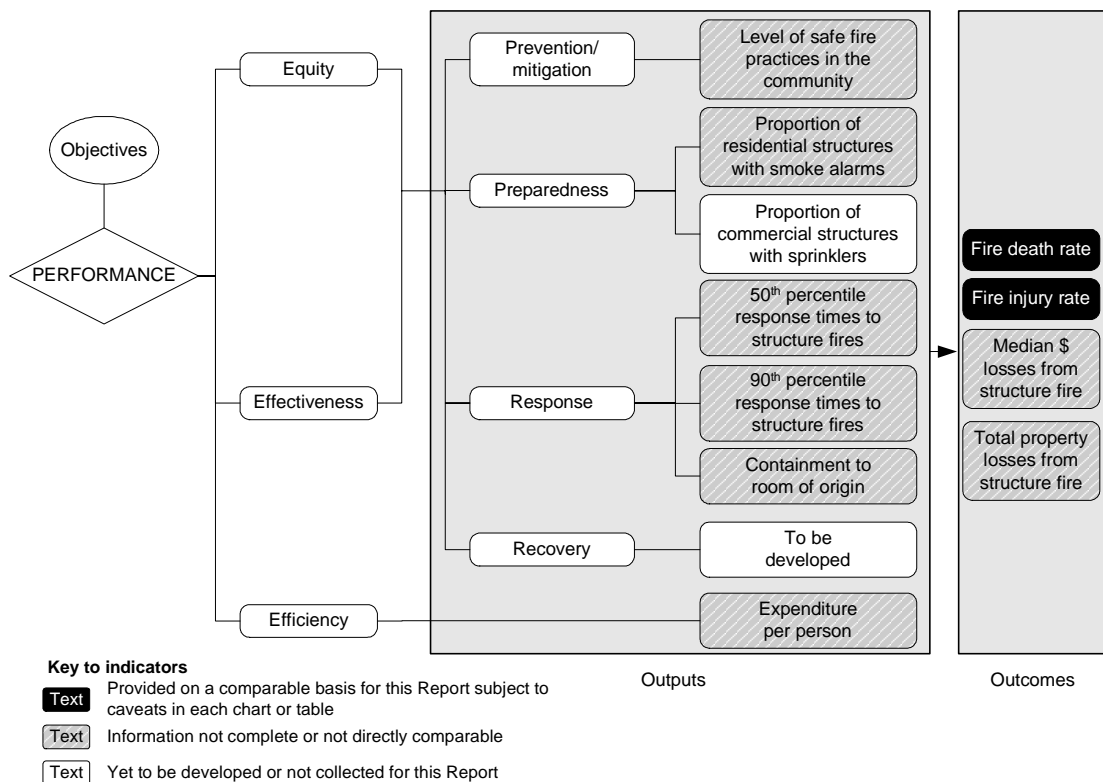 Objectives
PERFORMANCE
Equity
Effectiveness
Efficiency
Prevention/
mitigation
Preparedness
Response
Recovery
Level of safe fire
practices in the
community
Proportion of
residential structures
with smoke alarms
Proportion of
commercial structures
with sprinklers
50th percentile
response times to
structure fires
90th percentile
response times to
structure fires
Containment to
room of origin
To be
developed
Expenditure
per person
Outputs
Fire death rate
Fire injury rate
Median $
losses from
structure fire
Total property
losses from
structure fire
Outcomes
Key to indicators
Text Provided on a comparable basis for this Report subject to
caveats in each chart or table
Text Information not complete or not directly comparable
Text Yet to be developed or not collected for this Report